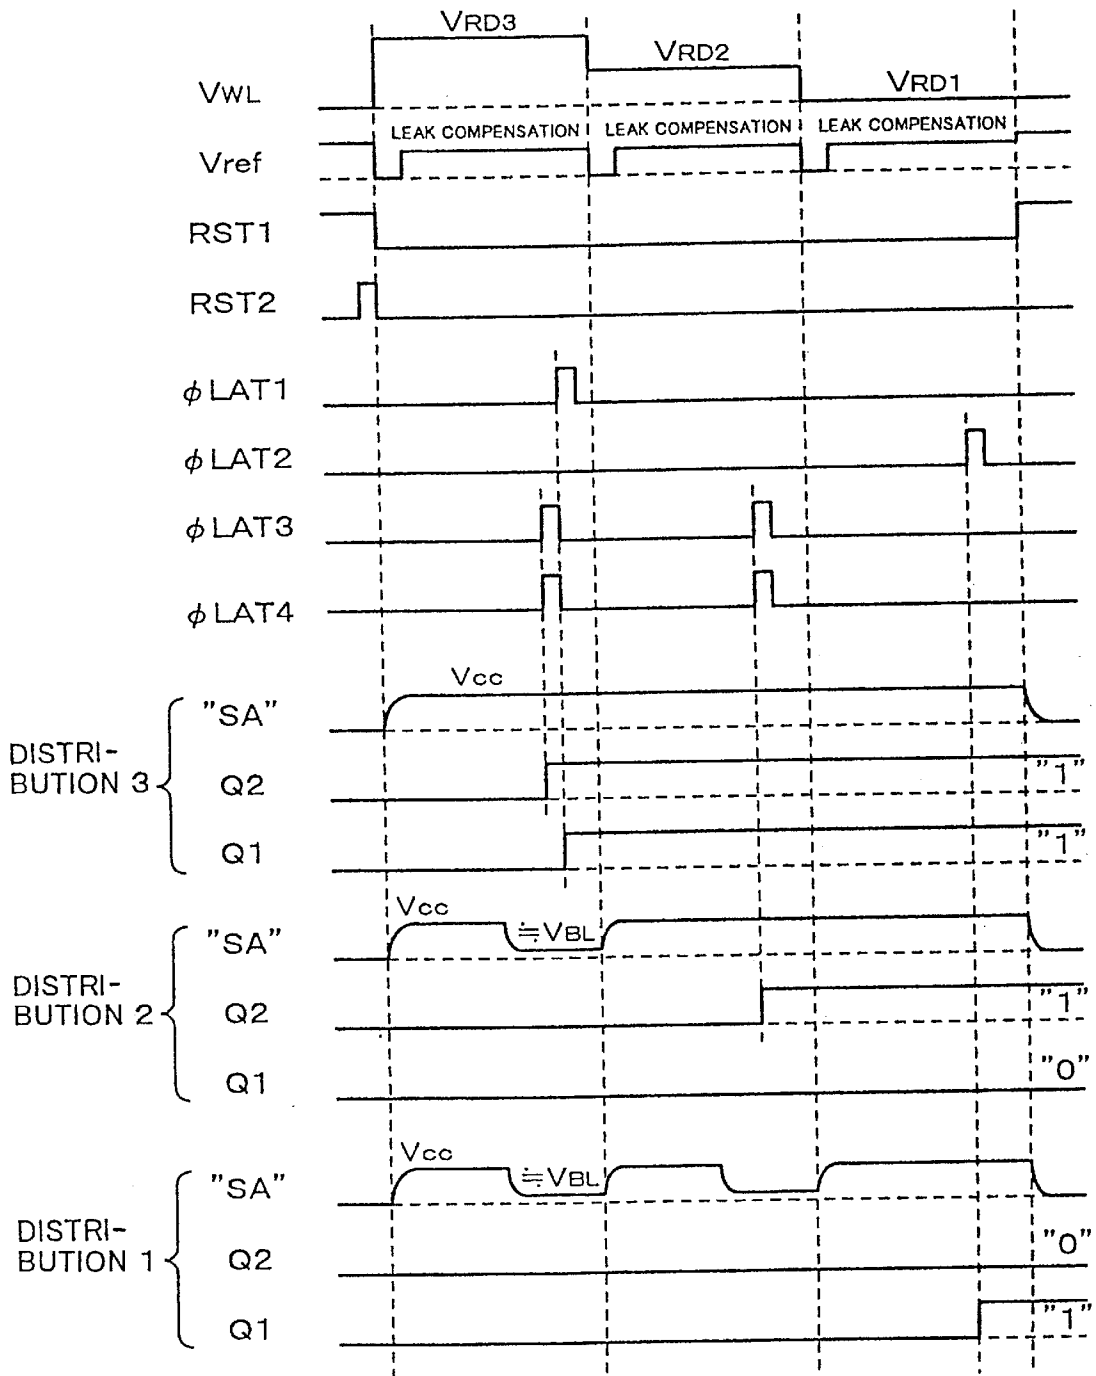 VRD3
VRD2
VWL
VRD1
LEAK COMPENSATION
LEAK COMPENSATION
LEAK COMPENSATION
Vref
RST1
RST2
φLAT1
φLAT2
φLAT3
φLAT4
Vcc
"SA"
DISTRI-
BUTION 3
Q2
"1"
Q1
"1"
Vcc
≒VBL
"SA"
DISTRI-
BUTION 2
Q2
"1"
Q1
"0"
Vcc
≒VBL
"SA"
DISTRI-
BUTION 1
Q2
"0"
Q1
"1"